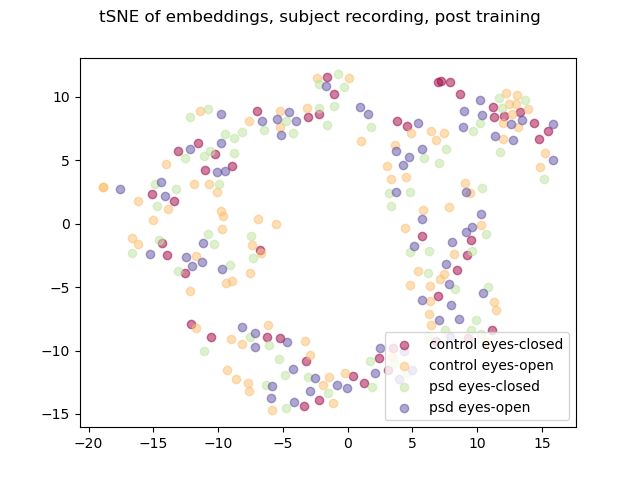 tSNE of embeddings, subject recording, post training
10
5
0
−5
−10
−15
−20
−15
−10
−5
0
5
10
15
control eyes-closed
control eyes-open
psd eyes-closed
psd eyes-open